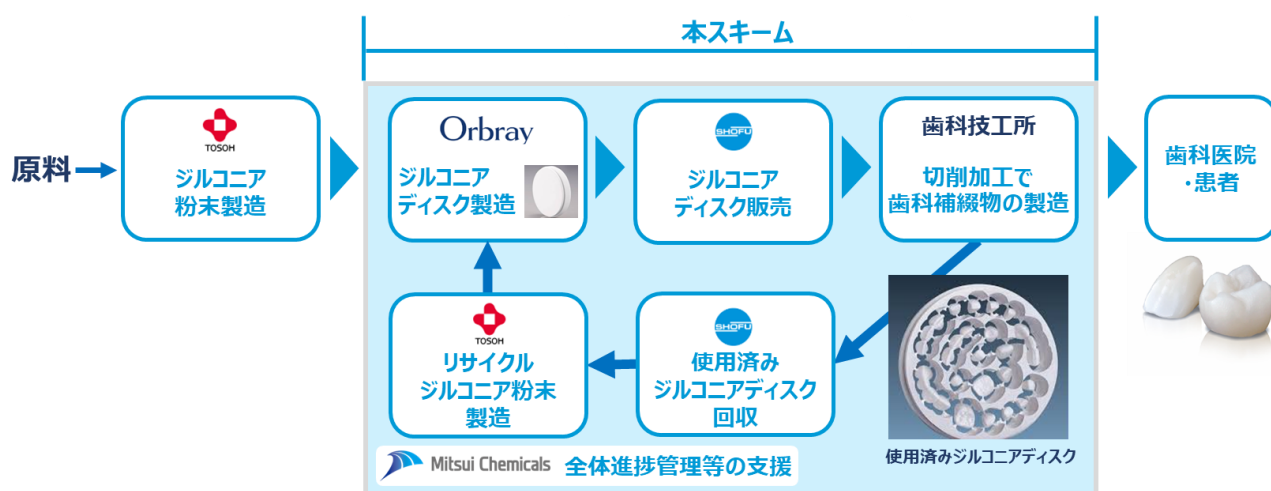 本スキーム
原料
TOSOH
ジルコニア
粉末製造
Orbray
ジルコニア
ディスク製造
SHOFU
ジルコニア
ディスク販売
歯科技工所
切削加工で
歯科補綴物の製造
歯科医院
・患者
TOSOH
リサイクル
ジルコニア粉末
製造
SHOFU
使用済み
ジルコニアディスク
回収
使用済みジルコニアディスク
Mitsui Chemicals 全体進捗管理等の支援